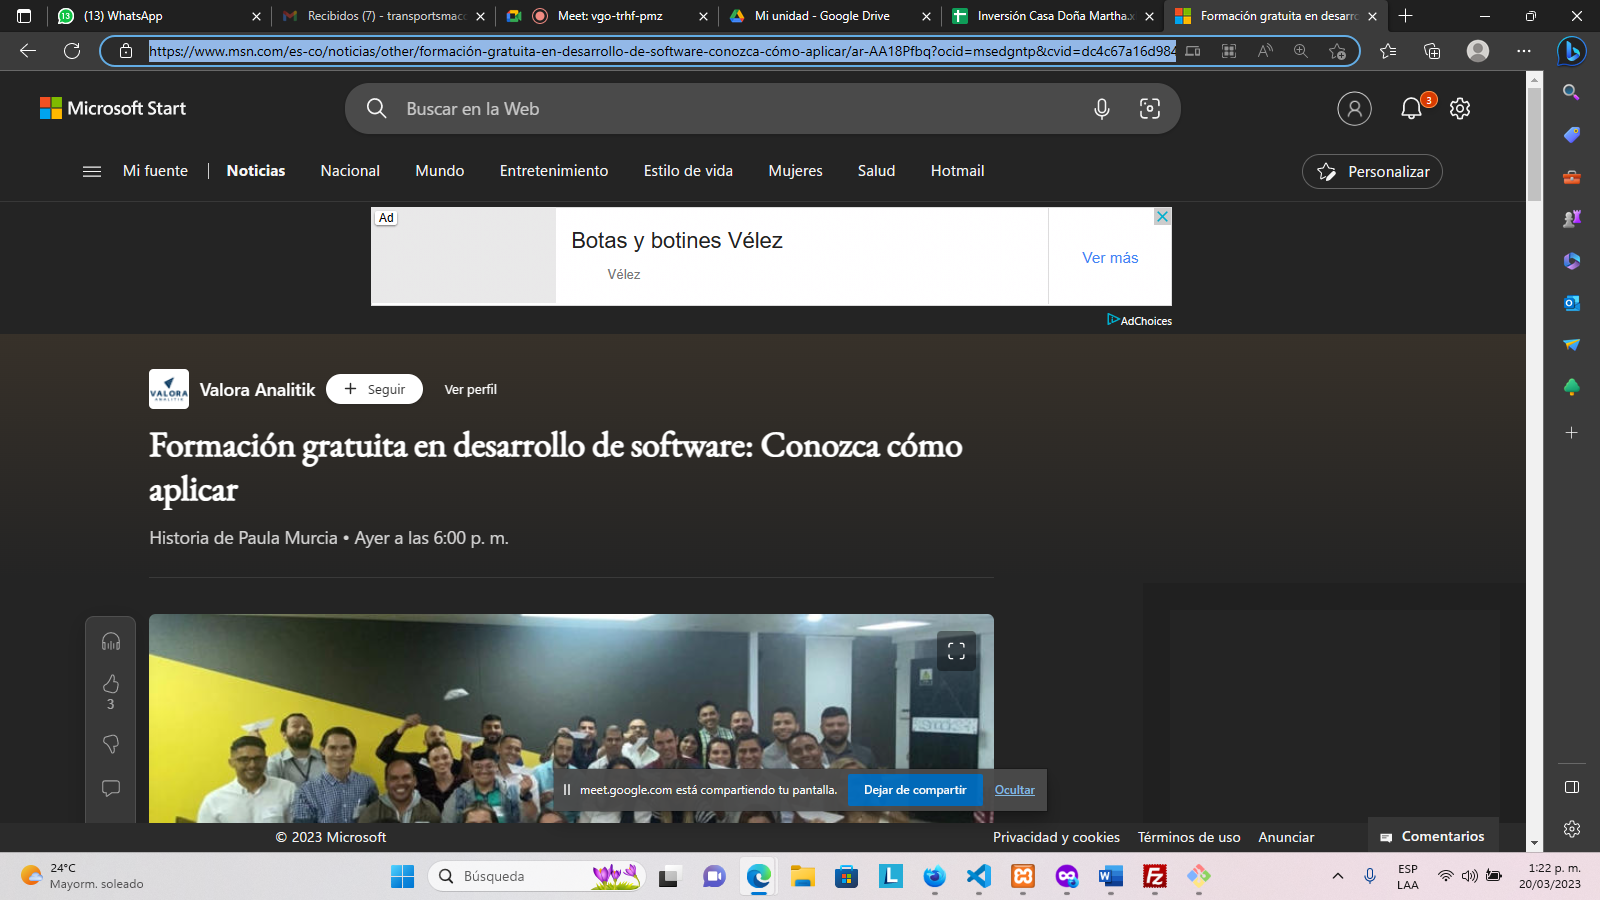 (13) WhatsApp
Recibidos (7) - transportsmac
Meet: vgo-trhf-pmz
Mi unidad - Google Drive
Inversión Casa Doña Martha.x
Formación gratuita en desarro
https://www.msn.com/es-co/noticias/other/formación-gratuita-en-desarrollo-de-software-conozca-cómo-aplicar/ar-AA18Pfbq?ocid=msedgntp&cvid=dc4c67a16d984
Microsoft Start
Buscar en la Web
3
Mi fuente
Noticias
Nacional
Mundo
Entretenimiento
Estilo de vida
Mujeres
Salud
Hotmail
Personalizar
Ad
Botas y botines Vélez
Vélez
Ver más
AdChoices
VALORA
ANALITIK
Valora Analitik
Seguir
Ver perfil
Formación gratuita en desarrollo de software: Conozca cómo
aplicar
Historia de Paula Murcia • Ayer a las 6:00 p. m.
3
meet.google.com está compartiendo tu pantalla.
Dejar de compartir
Ocultar
© 2023 Microsoft
Privacidad y cookies
Términos de uso
Anunciar
Comentarios
24°C
Mayorm. soleado
Búsqueda
ESP
LAA
1:22 p. m.
20/03/2023